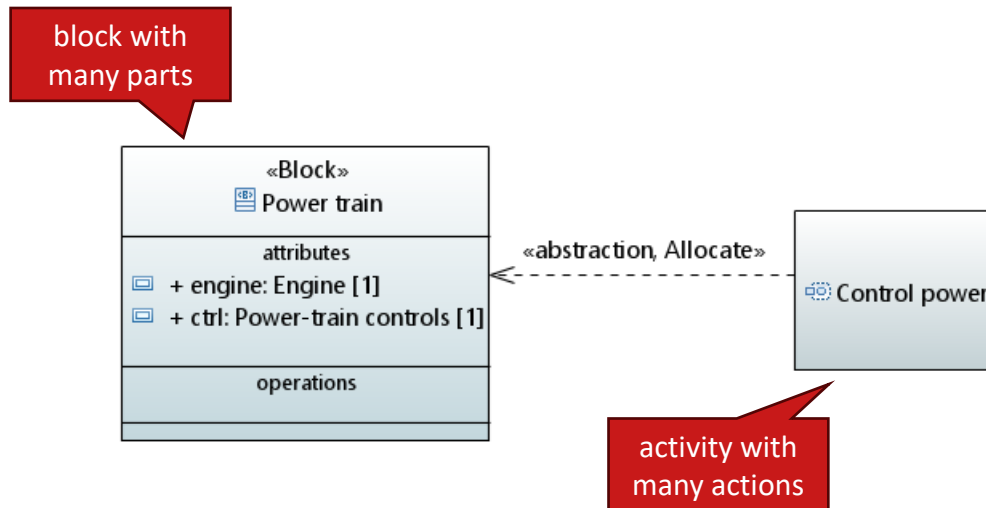 block with
many parts
«Block»
Power train
attributes
+ engine: Engine [1]
+ ctrl: Power-train controls [1]
operations
«abstraction, Allocate»
Control power
activity with
many actions